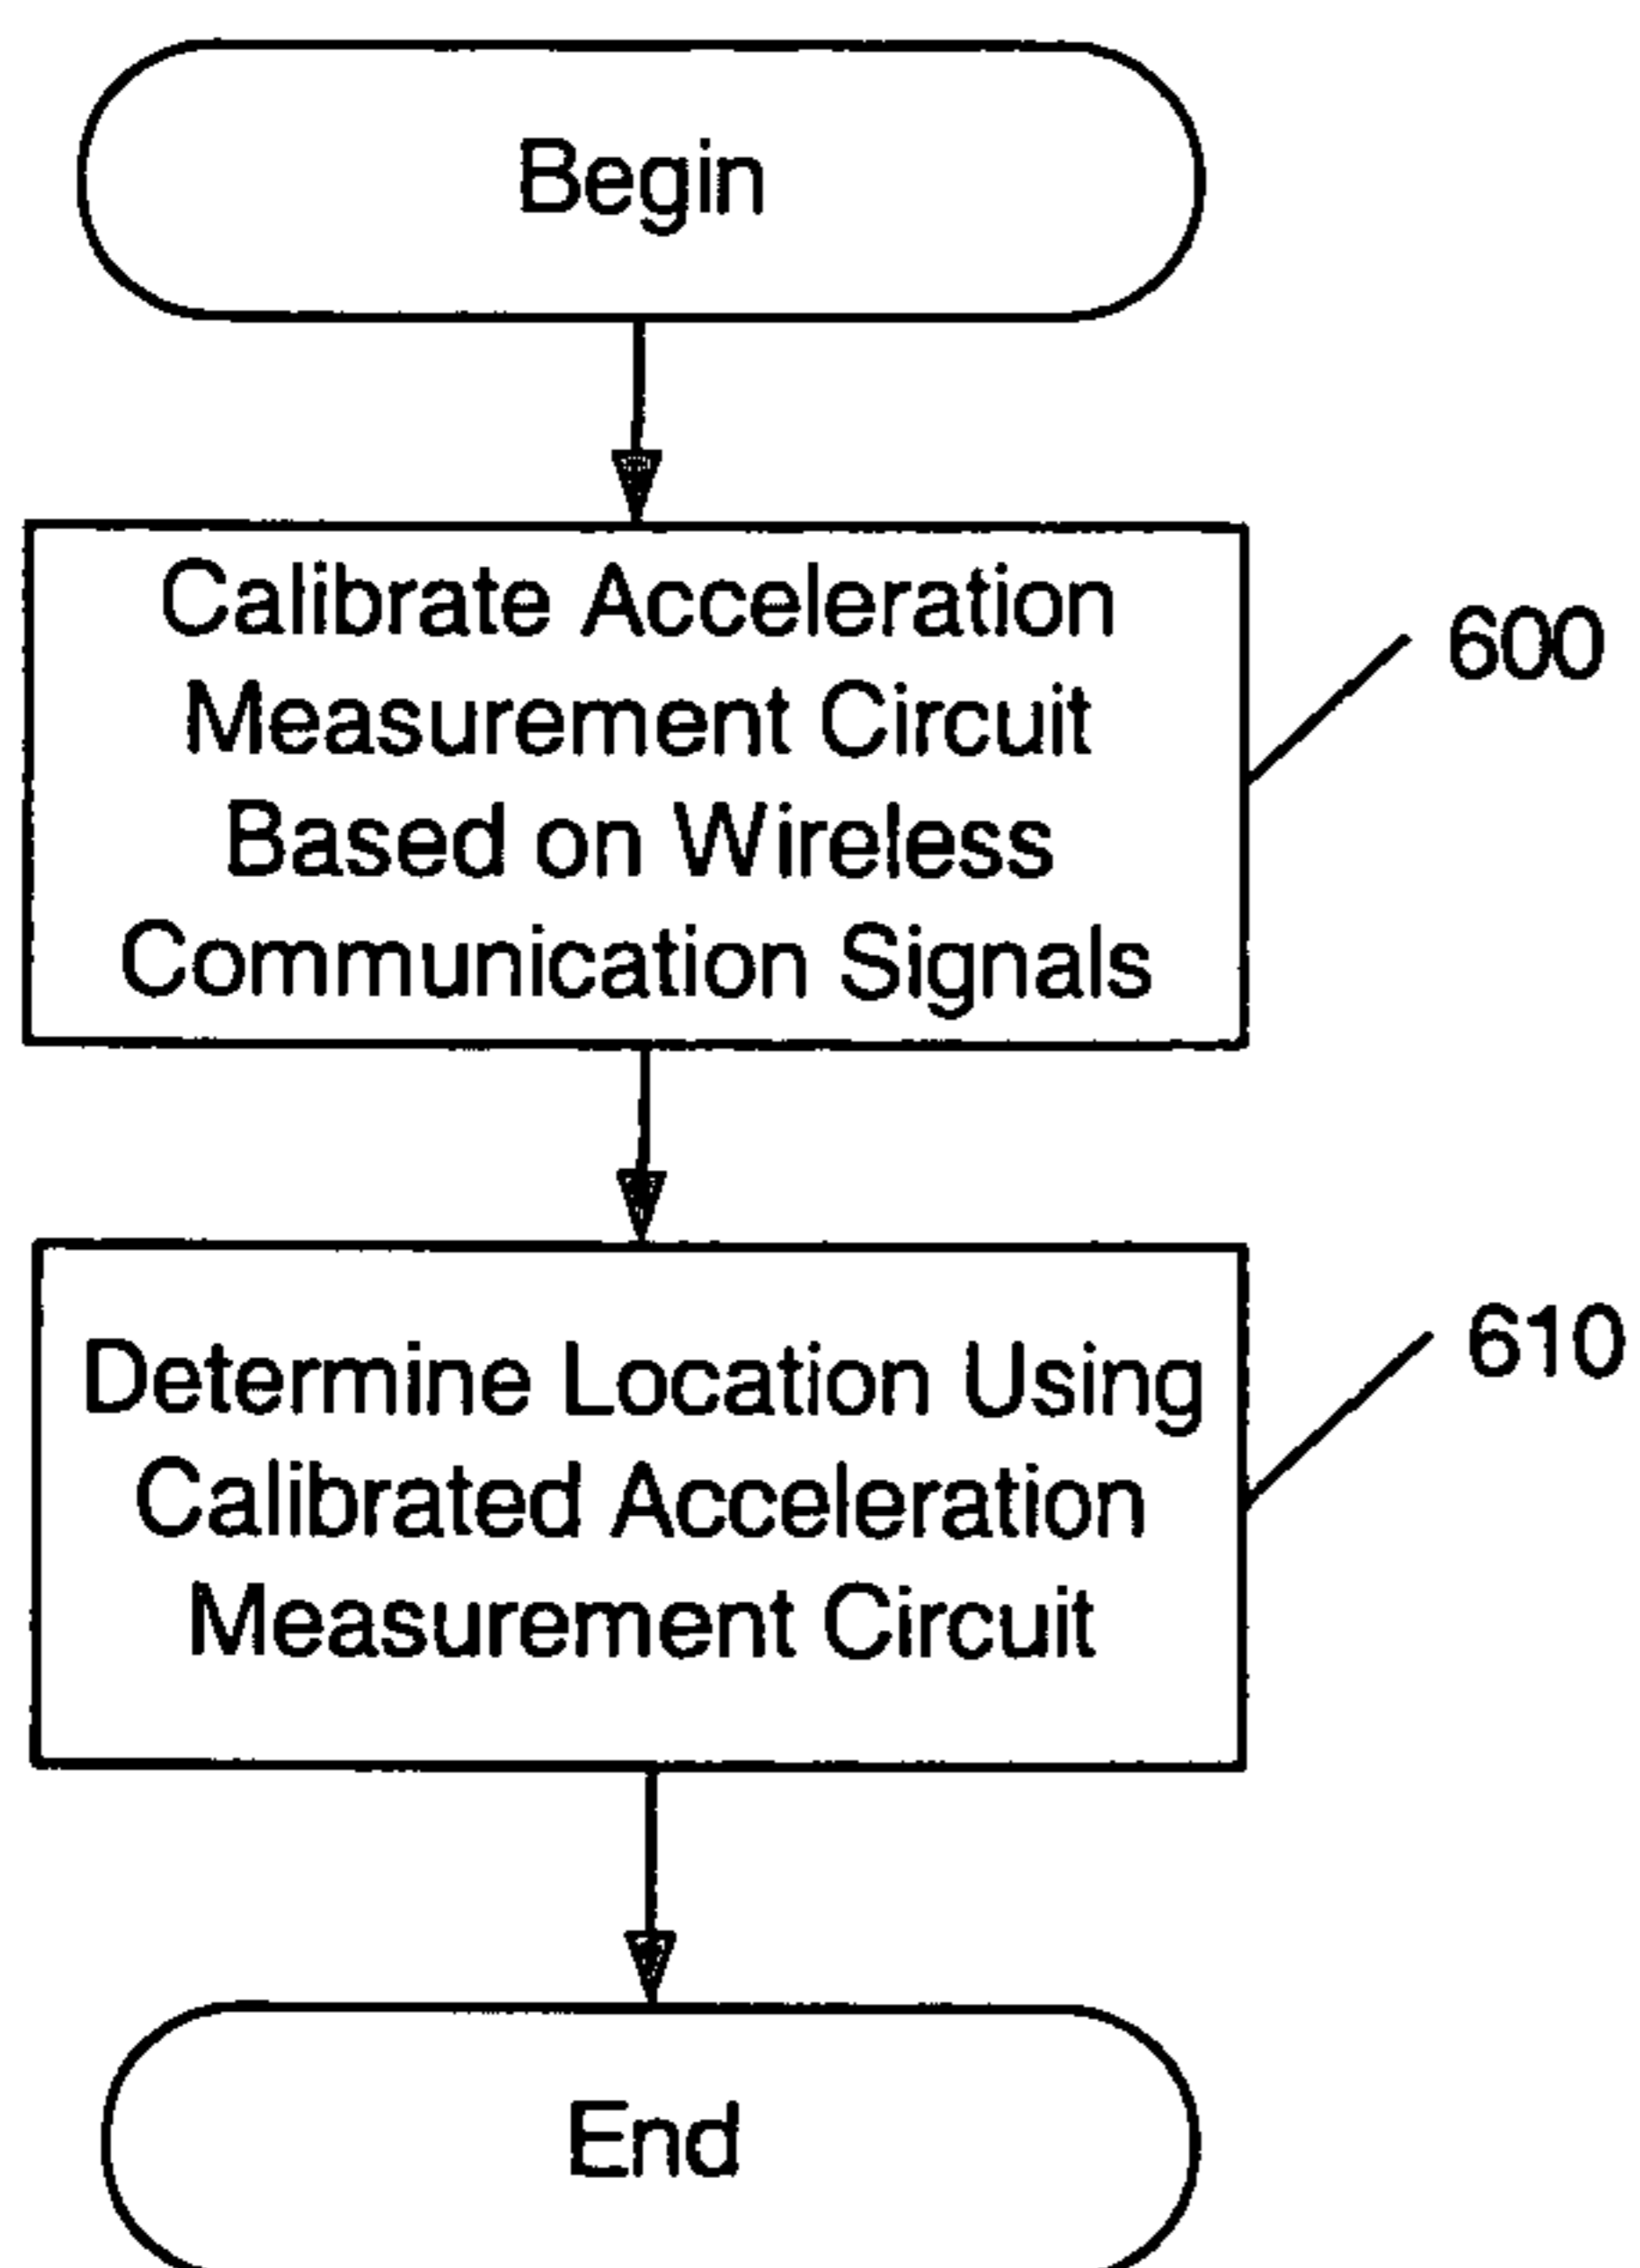 Begin
Calibrate Acceleration
Measurement Circuit
Based on Wireless
Communication Signals
600
Determine Location Using
Calibrated Acceleration
Measurement Circuit
610
End